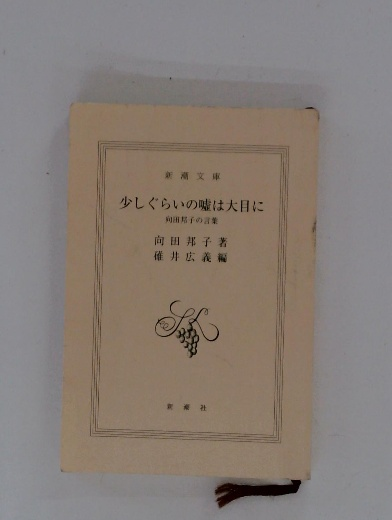 新潮文庫
少しぐらいの嘘は大目に
向田邦子の言葉
向田邦子著
碓井広義編
新潮社